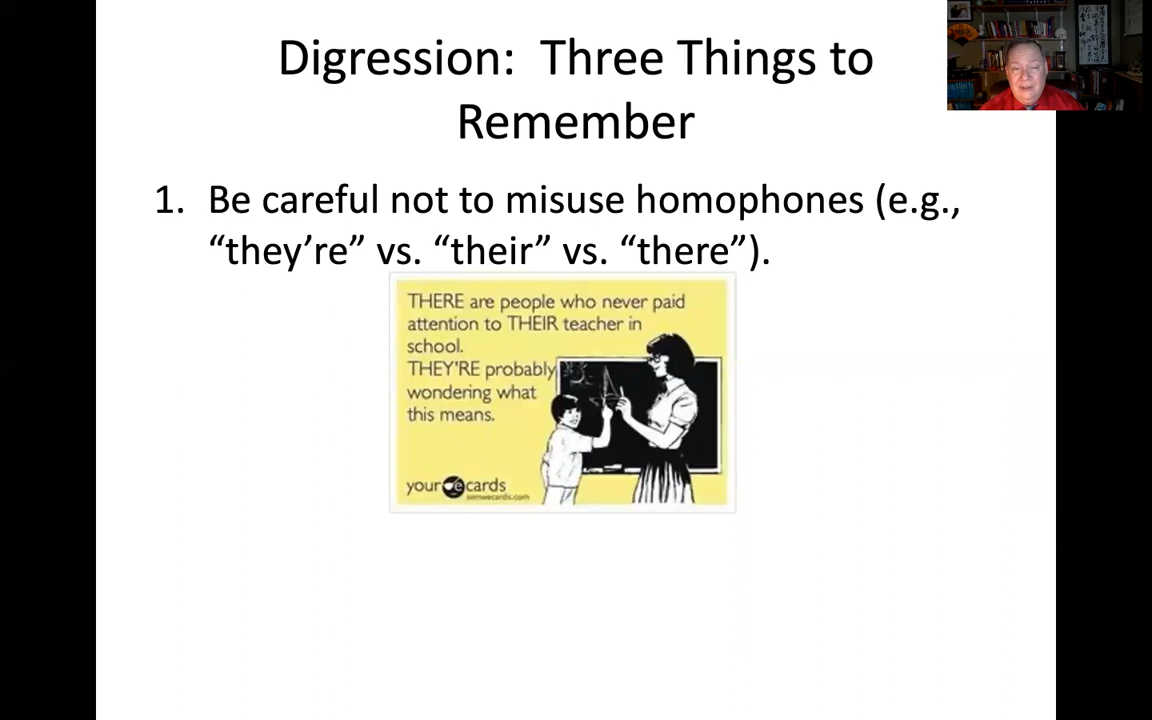 Digression:  Three Things to
Remember
1. Be careful not to misuse homophones (e.g.,
“they’re” vs. “their” vs. “there”).
THERE are people who never paid
attention to THEIR teacher in
school.
THEY'RE probably
wondering what
this means.
your e cards
someecards.com